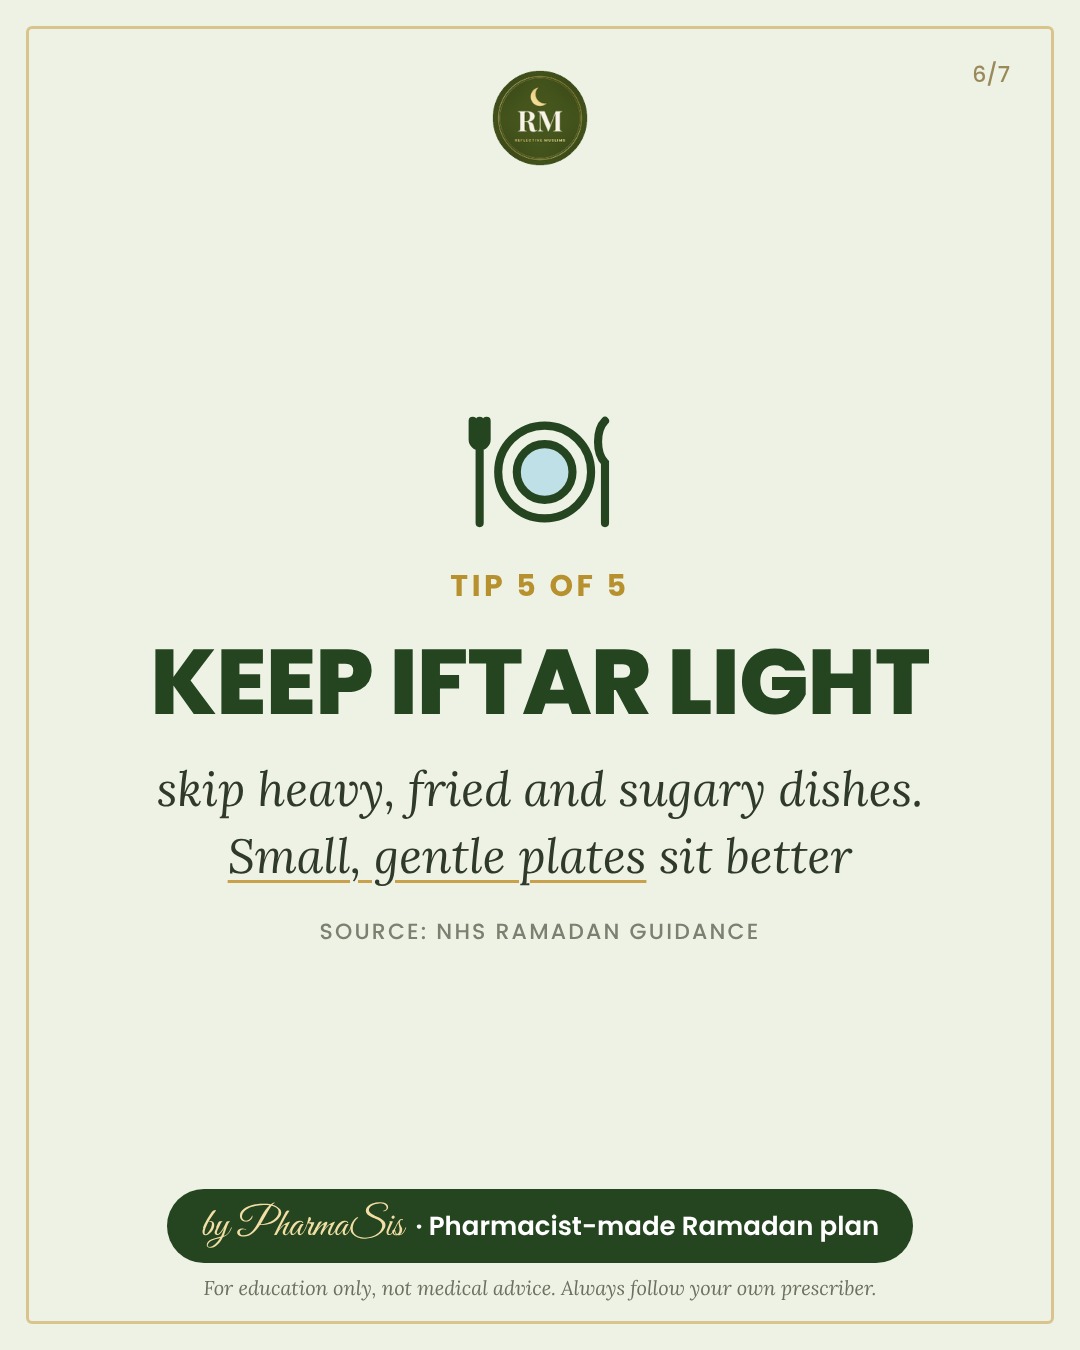 6/7
RM
REFLECTIVE MUSLIMS
TIP 5 OF 5
KEEP IFTAR LIGHT
skip heavy, fried and sugary dishes.
Small, gentle plates sit better
SOURCE: NHS RAMADAN GUIDANCE
by PharmaSis · Pharmacist-made Ramadan plan
For education only, not medical advice. Always follow your own prescriber.